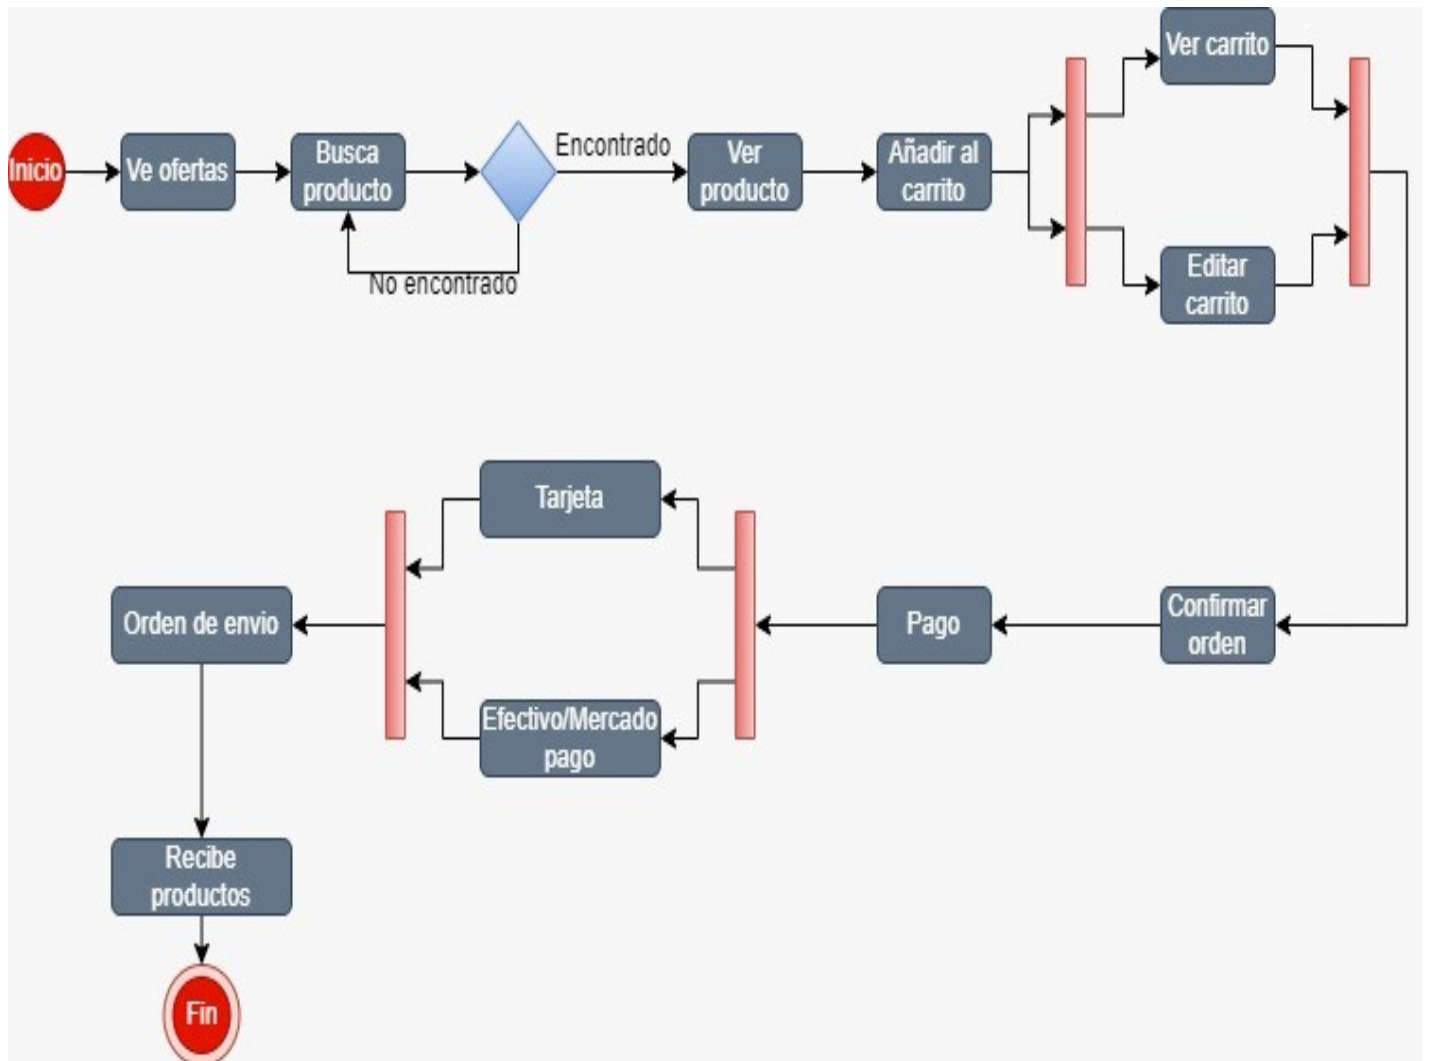 Inicio
Ve ofertas
Busca
producto
Encontrado
No encontrado
Ver
producto
Añadir al
carrito
Ver carrito
Editar
carrito
Confirmar
orden
Pago
Tarjeta
Efectivo/Mercado
pago
Orden de envio
Recibe
productos
Fin